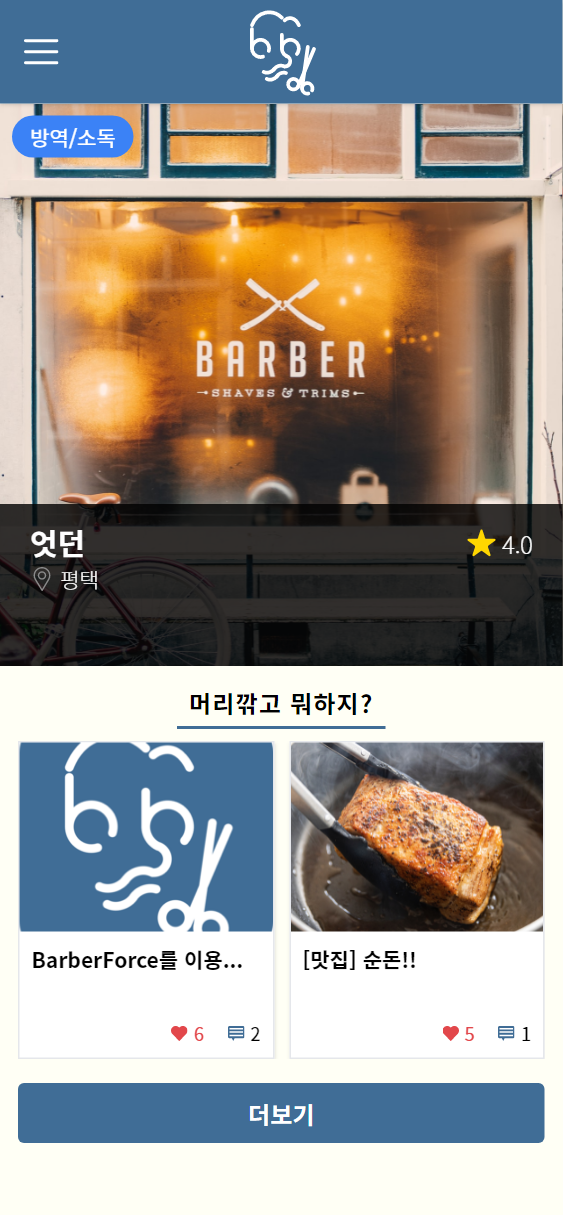 방역/소독
BARBER
SHAVES & TRIMS
엇던
4.0
평택
머리깎고 뭐하지?
BarberForce를 이용...
6
2
[맛집] 순돈!!
5
1
더보기